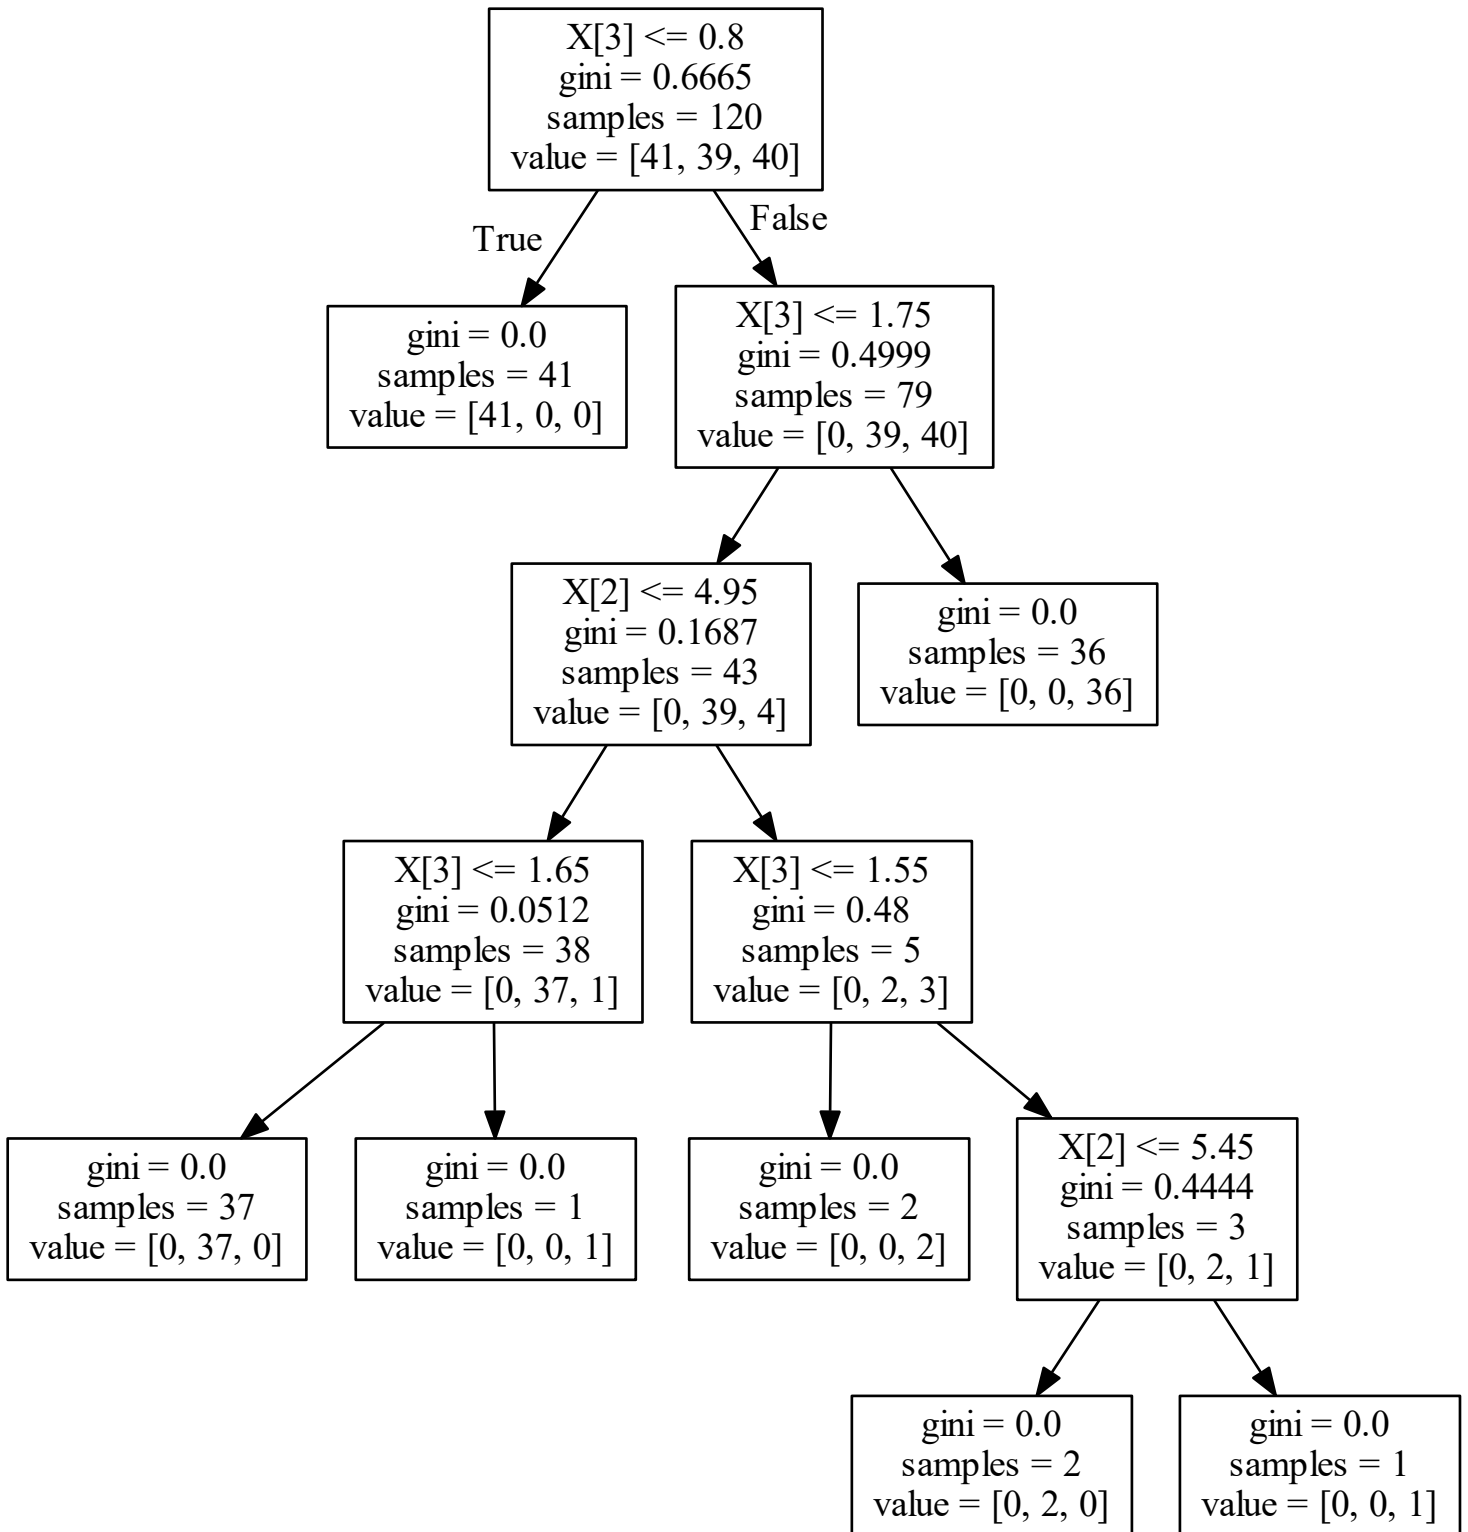 X[3] <= 0.8
gini = 0.6665
samples = 120
value = [41, 39, 40]
True
False
gini = 0.0
samples = 41
value = [41, 0, 0]
X[3] <= 1.75
gini = 0.4999
samples = 79
value = [0, 39, 40]
X[2] <= 4.95
gini = 0.1687
samples = 43
value = [0, 39, 4]
gini = 0.0
samples = 36
value = [0, 0, 36]
X[3] <= 1.65
gini = 0.0512
samples = 38
value = [0, 37, 1]
X[3] <= 1.55
gini = 0.48
samples = 5
value = [0, 2, 3]
gini = 0.0
samples = 37
value = [0, 37, 0]
gini = 0.0
samples = 1
value = [0, 0, 1]
gini = 0.0
samples = 2
value = [0, 0, 2]
X[2] <= 5.45
gini = 0.4444
samples = 3
value = [0, 2, 1]
gini = 0.0
samples = 2
value = [0, 2, 0]
gini = 0.0
samples = 1
value = [0, 0, 1]